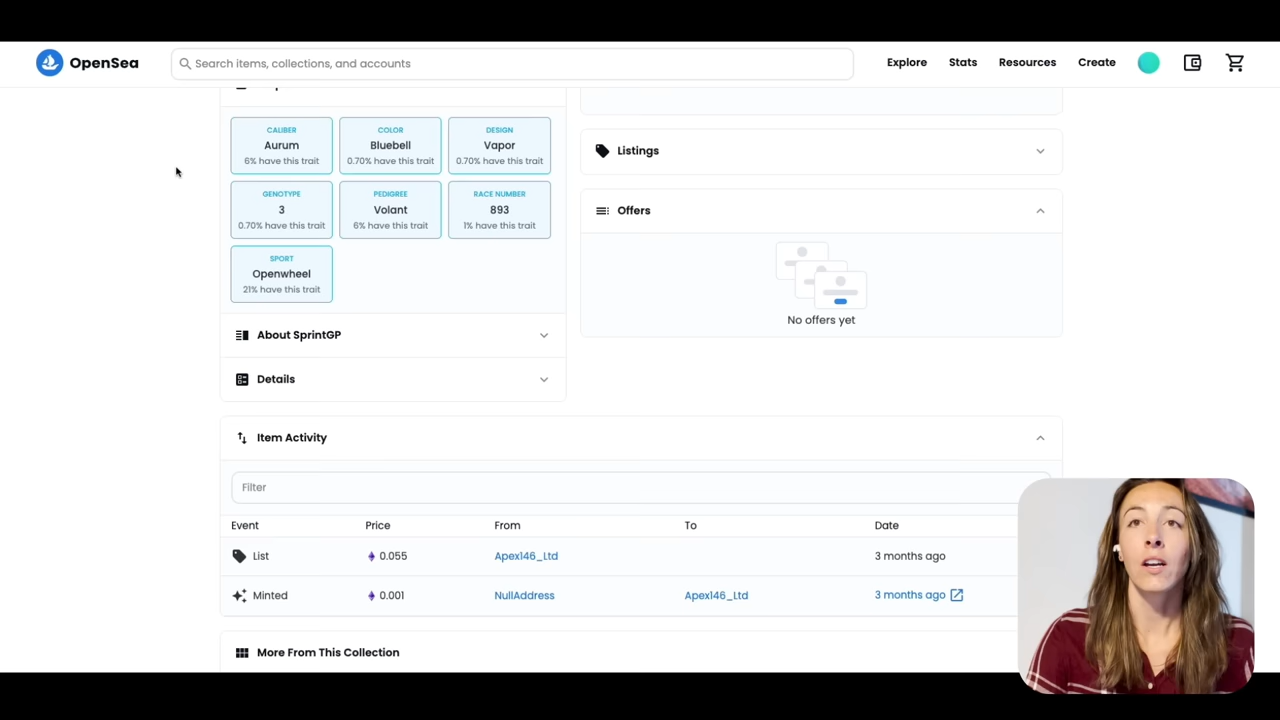 OpenSea
Search items, collections, and accounts
Explore
Stats
Resources
Create
CALIBER
Aurum
6% have this trait
COLOR
Bluebell
0.70% have this trait
DESIGN
Vapor
0.70% have this trait
GENOTYPE
3
0.70% have this trait
PEDIGREE
Volant
6% have this trait
RACE NUMBER
893
1% have this trait
SPORT
Openwheel
21% have this trait
About SprintGP
Details
Listings
Offers
No offers yet
Item Activity
Filter
Event Price From To Date
List 0.055 Apex146_Ltd 3 months ago
Minted 0.001 NullAddress Apex146_Ltd 3 months ago
More From This Collection